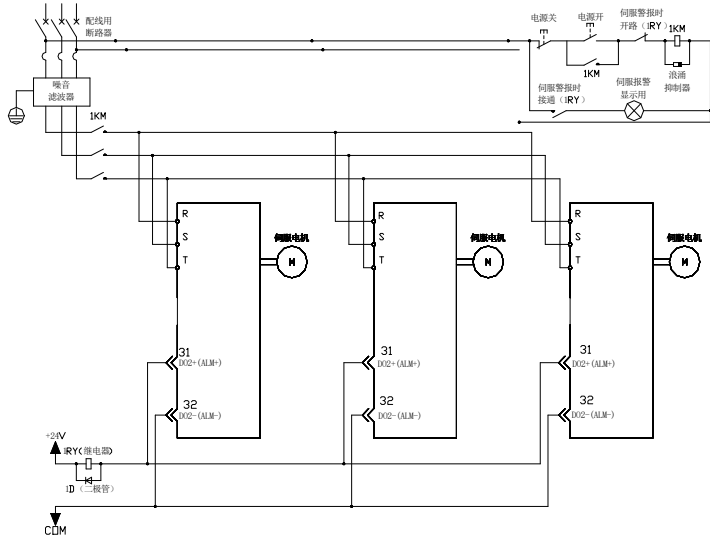 配线用
断路器
电源关
电源开
伺服警报时
开路（1RY）
1KM
1KM
浪涌
抑制器
伺服警报时
接通（1RY）
伺服报警
显示用
噪音
滤波器
1KM
R
S
T
伺服电机
M
R
S
T
伺服电机
M
R
S
T
伺服电机
M
31
DO2+(ALM+)
32
DO2-(ALM-)
31
DO2+(ALM+)
32
DO2-(ALM-)
31
DO2+(ALM+)
32
DO2-(ALM-)
+24V
1RY(继电器)
1D（二极管）
COM